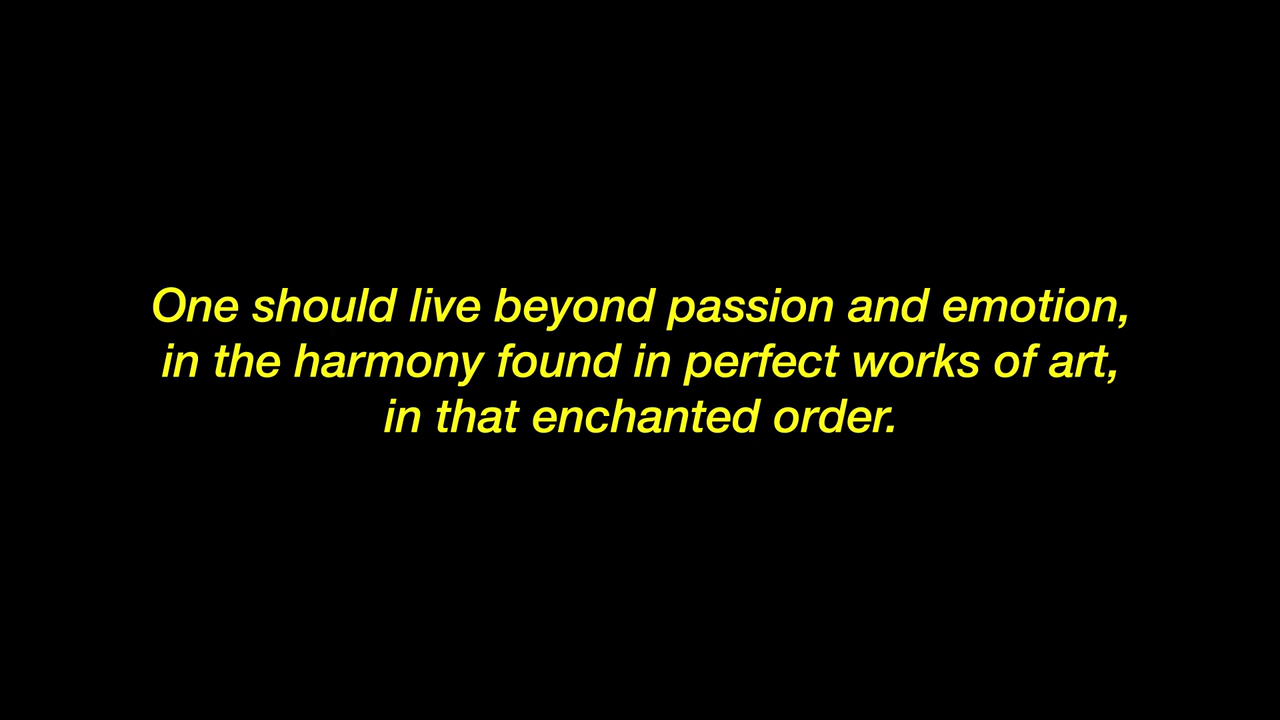 One should live beyond passion and emotion,
in the harmony found in perfect works of art,
in that enchanted order.